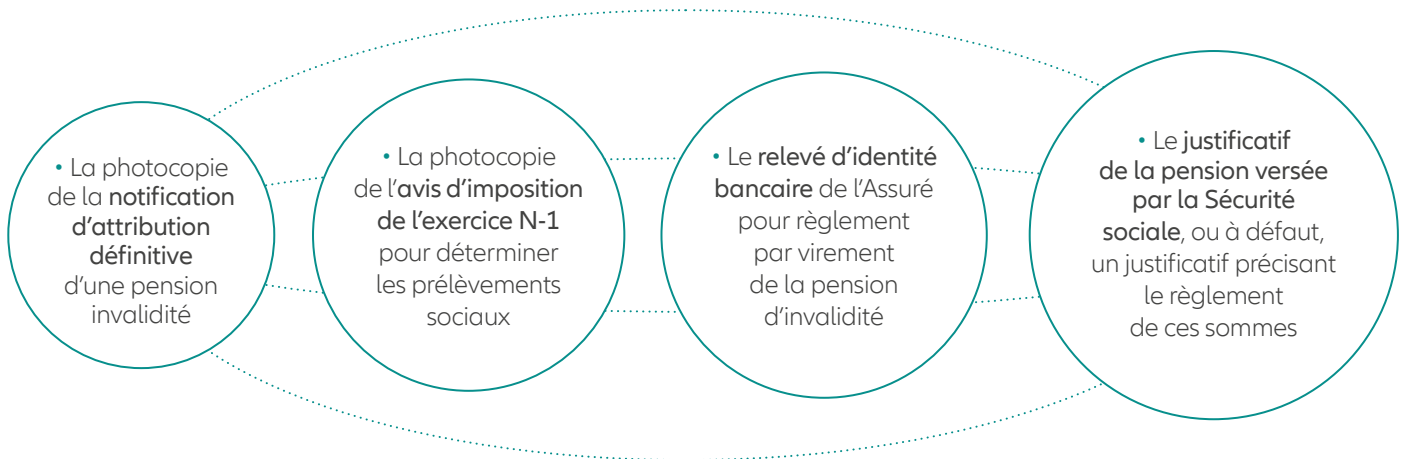 • La photocopie
de la notification
d’attribution
définitive
d’une pension
invalidité
• La photocopie
de l’avis d’imposition
de l’exercice N-1
pour déterminer
les prélèvements
sociaux
• Le relevé d’identité
bancaire de l’Assuré
pour règlement
par virement
de la pension
d’invalidité
• Le justificatif
de la pension versée
par la Sécurité
sociale, ou à défaut,
un justificatif précisant
le règlement
de ces sommes